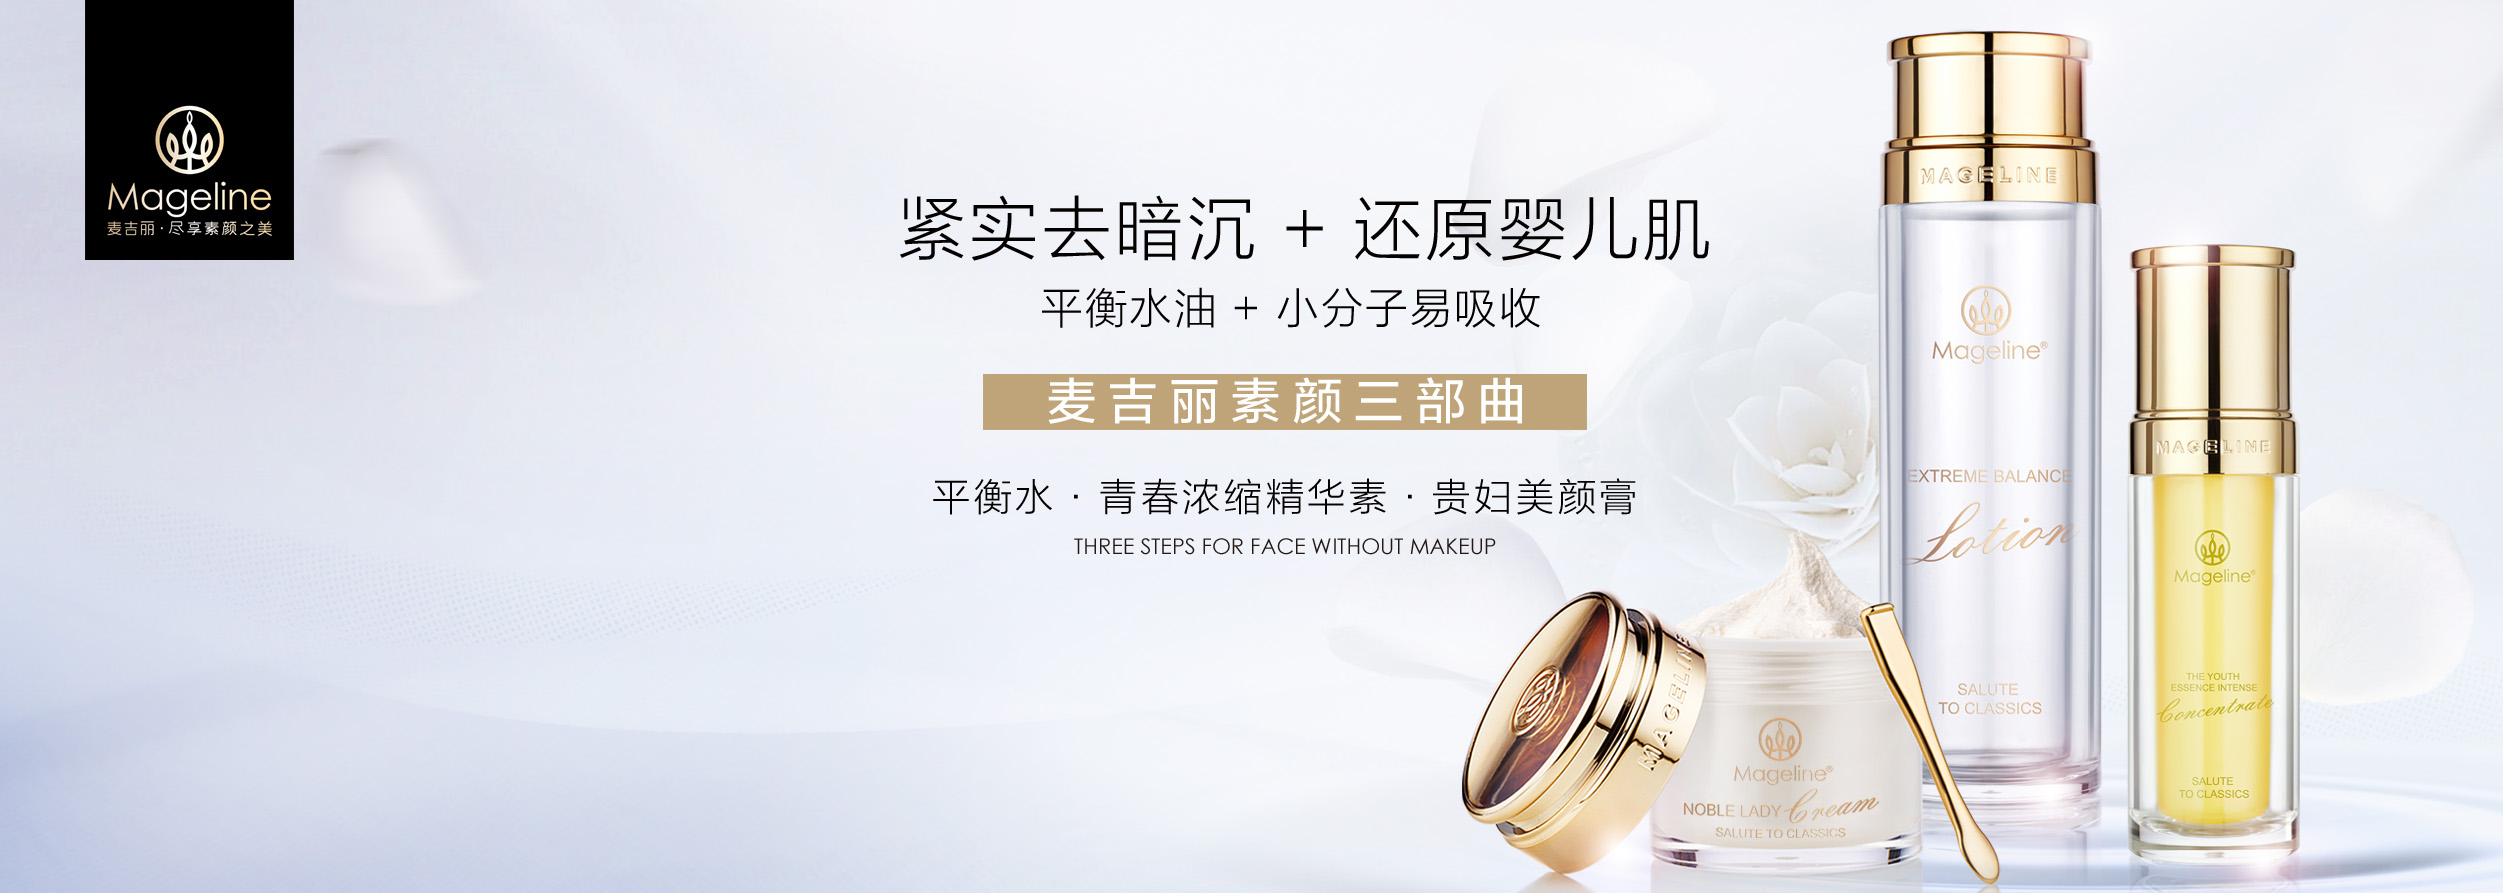 Mageline
麦吉丽·尽享素颜之美
紧实去暗沉 + 还原婴儿肌
平衡水油 + 小分子易吸收
麦吉丽素颜三部曲
平衡水 · 青春浓缩精华素 · 贵妇美颜膏
THREE STEPS FOR FACE WITHOUT MAKEUP
MAGELINE
Mageline®
EXTREME BALANCE
Lotion
SALUTE
TO CLASSICS
MAGELINE
Mageline®
THE YOUTH
ESSENCE INTENSE
Concentrate
SALUTE
TO CLASSICS
MAGELINE
Mageline®
NOBLE LADY Cream
SALUTE TO CLASSICS